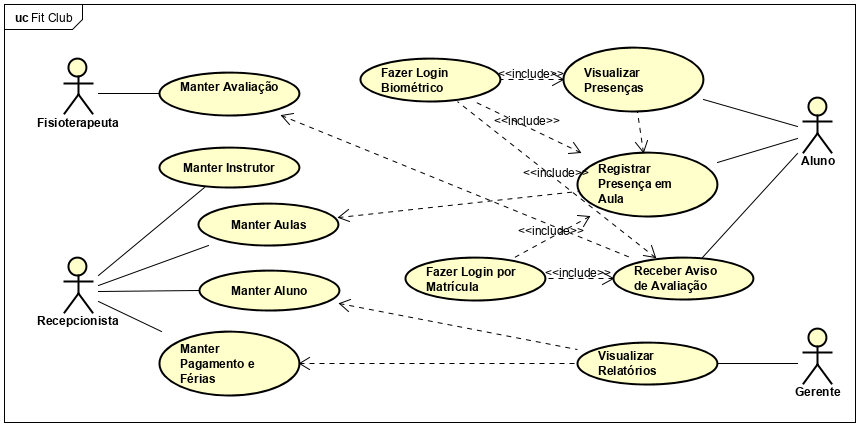 uc Fit Club
Fazer Login
Biométrico
<<include>>
Visualizar
Presenças
Manter Avaliação
Fisioterapeuta
<<include>>
Aluno
Manter Instrutor
<<include>>
Registrar
Presença em
Aula
Manter Aulas
<<include>>
Fazer Login por
Matrícula
<<include>>
Receber Aviso
de Avaliação
Manter Aluno
Recepcionista
Manter
Pagamento e
Férias
Visualizar
Relatórios
Gerente